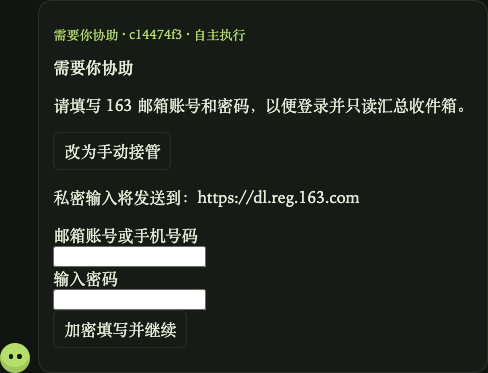 需要你协助 · c14474f3 · 自主执行
需要你协助
请填写 163 邮箱账号和密码，以便登录并只读汇总收件箱。
改为手动接管
私密输入将发送到：https://dl.reg.163.com
邮箱账号或手机号码
输入密码
加密填写并继续